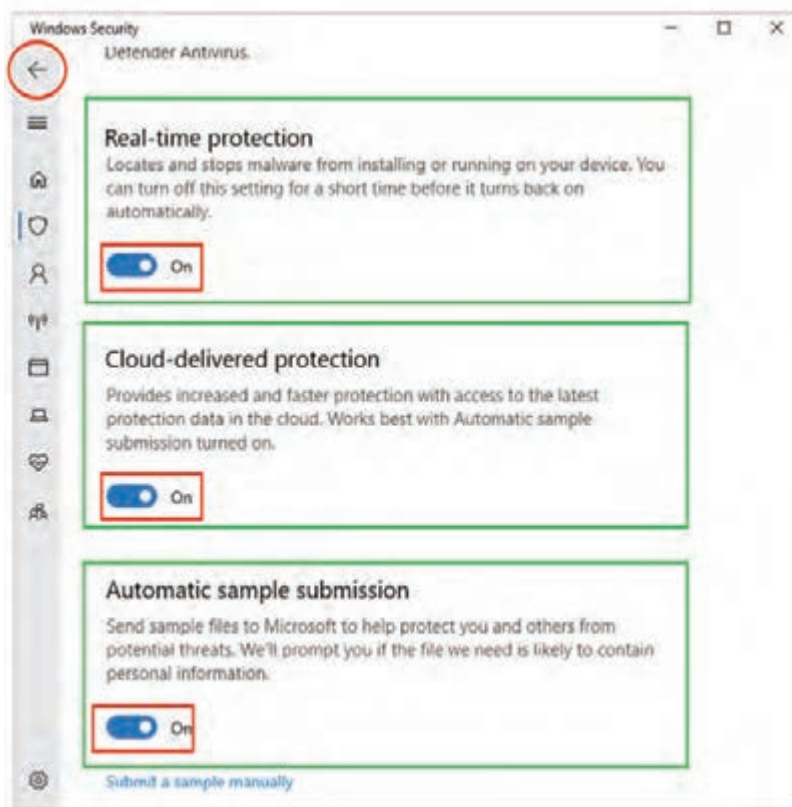 Windows Security
Defender Antivirus.
Real-time protection
Locates and stops malware from installing or running on your device. You
can turn off this setting for a short time before it turns back on
automatically.
On
Cloud-delivered protection
Provides increased and faster protection with access to the latest
protection data in the cloud. Works best with Automatic sample
submission turned on.
On
Automatic sample submission
Send sample files to Microsoft to help protect you and others from
potential threats. We'll prompt you if the file we need is likely to contain
personal information.
On
Submit a sample manually